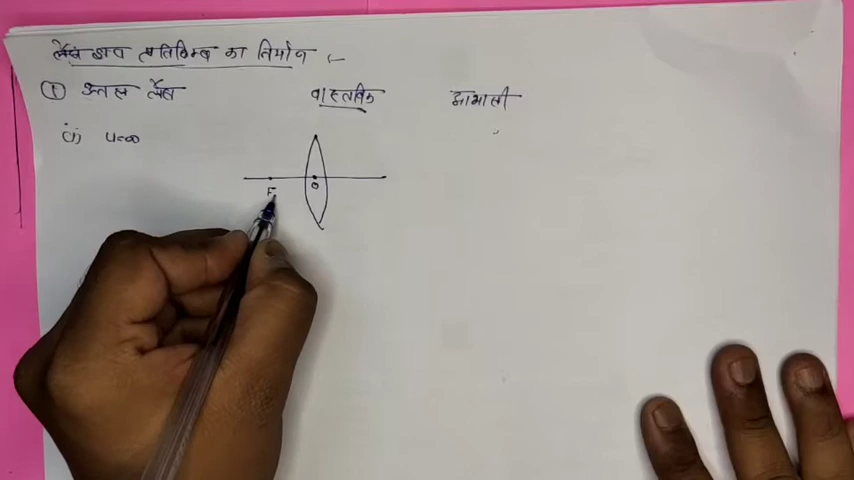 लेंस द्वारा प्रतिबिम्ब का निर्माण :-
① उत्तल लेंस वास्तविक आभासी
(i) u=∞
F O